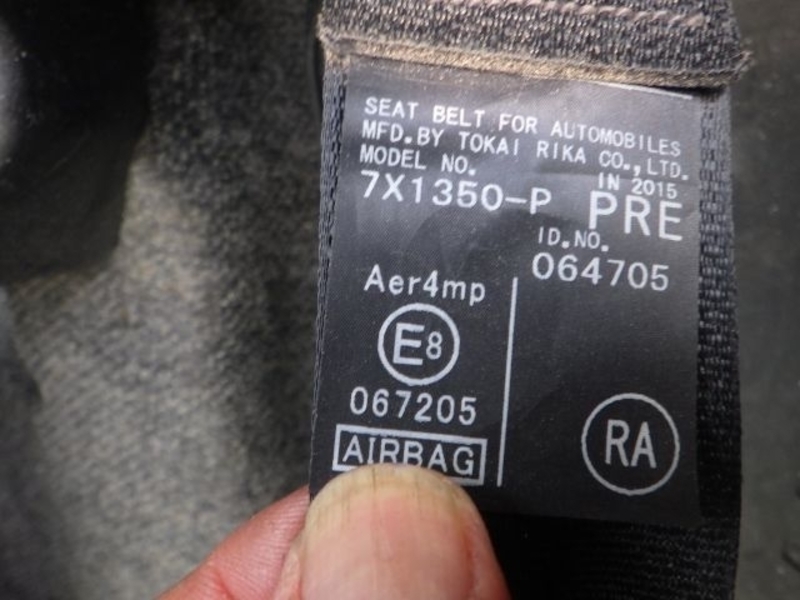 SEAT BELT FOR AUTOMOBILES
MFD.BY TOKAI RIKA CO.,LTD.
MODEL NO. IN 2015
7X1350-P PRE
ID.NO.
064705
Aer4mp
E8
067205
AIRBAG
RA